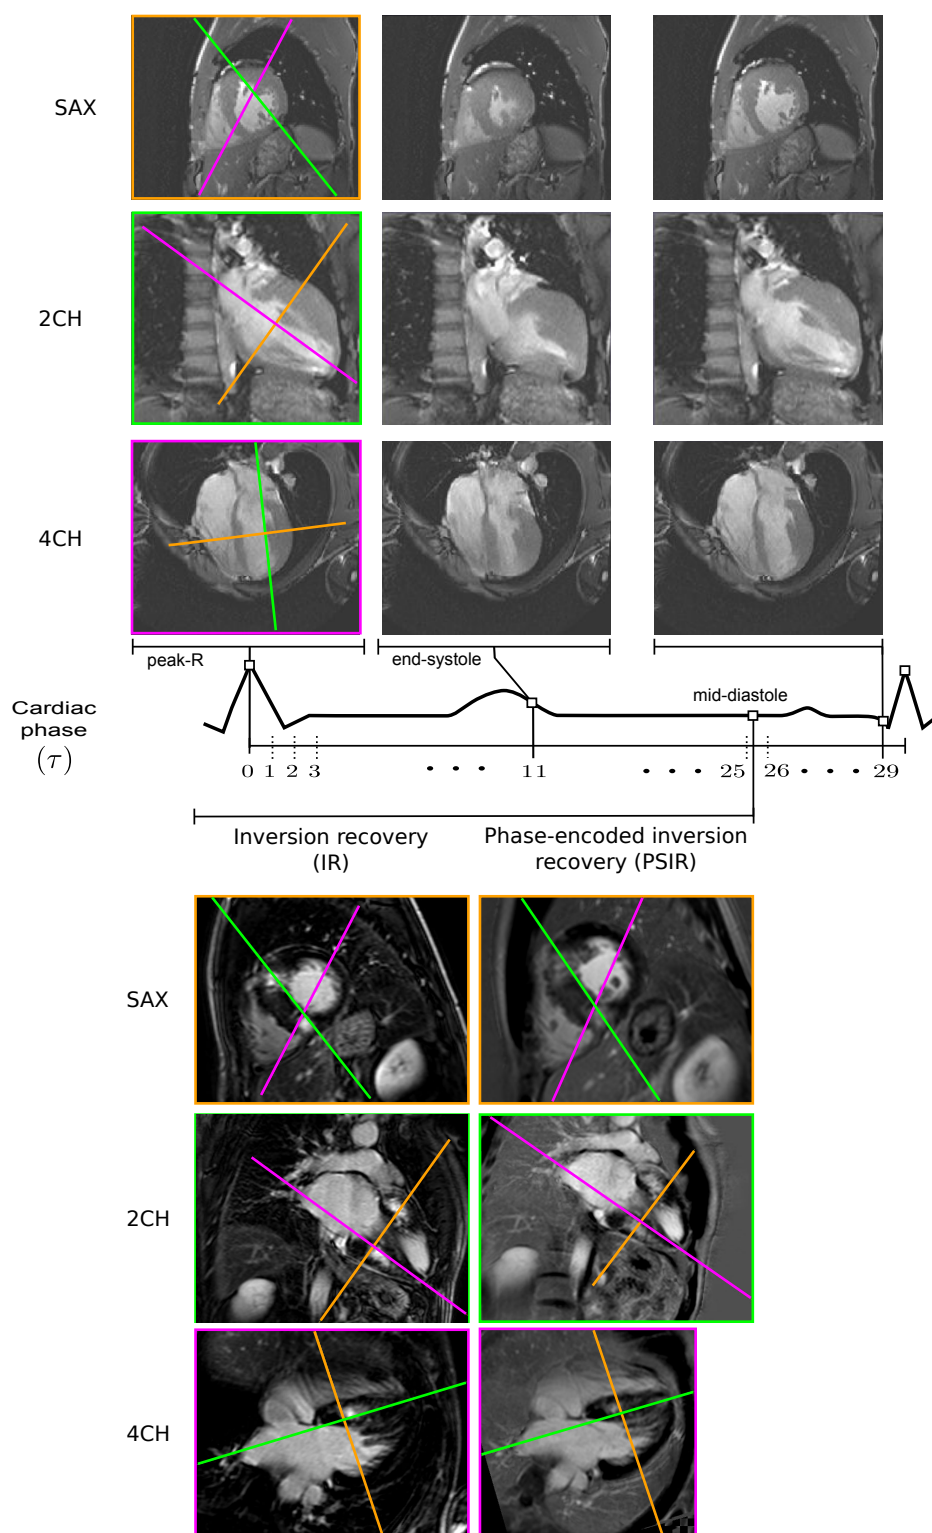 SAX
2CH
4CH
peak-R
end-systole
mid-diastole
Cardiac
phase
(τ)
0 1 2 3 • • • 11 • • • 25 26 • • • 29
Inversion recovery
(IR)
Phase-encoded inversion
recovery (PSIR)
SAX
2CH
4CH